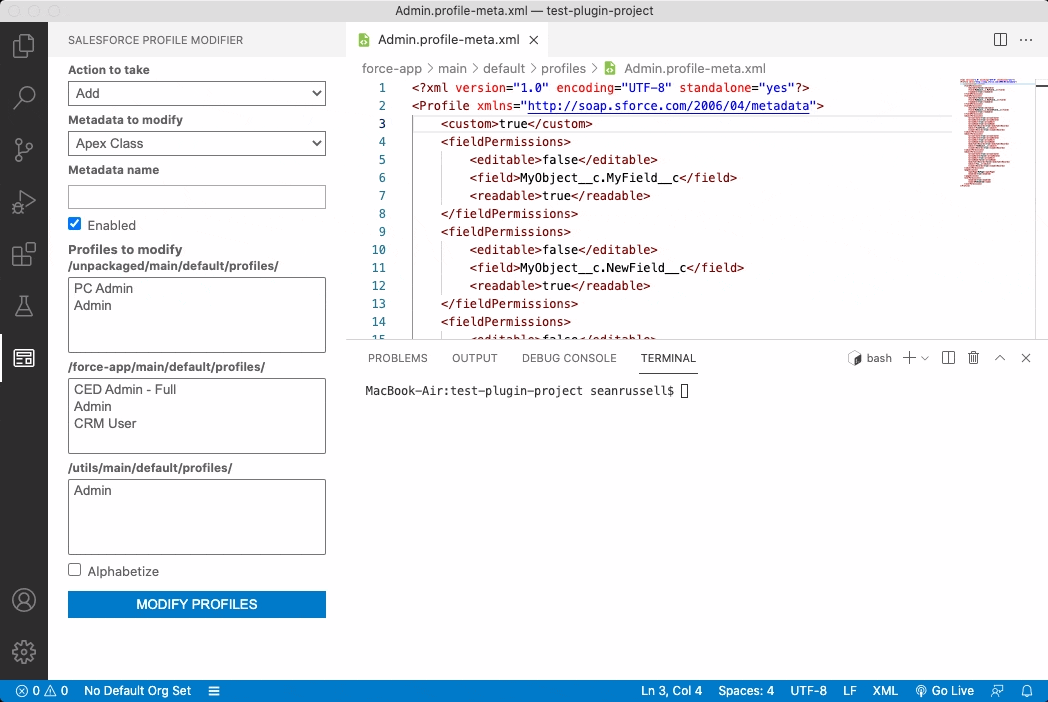 Admin.profile-meta.xml — test-plugin-project
SALESFORCE PROFILE MODIFIER
Action to take
Add
Metadata to modify
Apex Class
Metadata name
Enabled
Profiles to modify
/unpackaged/main/default/profiles/
PC Admin
Admin
/force-app/main/default/profiles/
CED Admin - Full
Admin
CRM User
/utils/main/default/profiles/
Admin
Alphabetize
MODIFY PROFILES
Admin.profile-meta.xml
force-app > main > default > profiles > Admin.profile-meta.xml
1 <?xml version="1.0" encoding="UTF-8" standalone="yes"?>
2 <Profile xmlns="http://soap.sforce.com/2006/04/metadata">
3 <custom>true</custom>
4 <fieldPermissions>
5 <editable>false</editable>
6 <field>MyObject__c.MyField__c</field>
7 <readable>true</readable>
8 </fieldPermissions>
9 <fieldPermissions>
10 <editable>false</editable>
11 <field>MyObject__c.NewField__c</field>
12 <readable>true</readable>
13 </fieldPermissions>
14 <fieldPermissions>
15 <editable>false</editable>
PROBLEMS OUTPUT DEBUG CONSOLE TERMINAL bash
MacBook-Air:test-plugin-project seanrussell$
0 0 No Default Org Set Ln 3, Col 4 Spaces: 4 UTF-8 LF XML Go Live